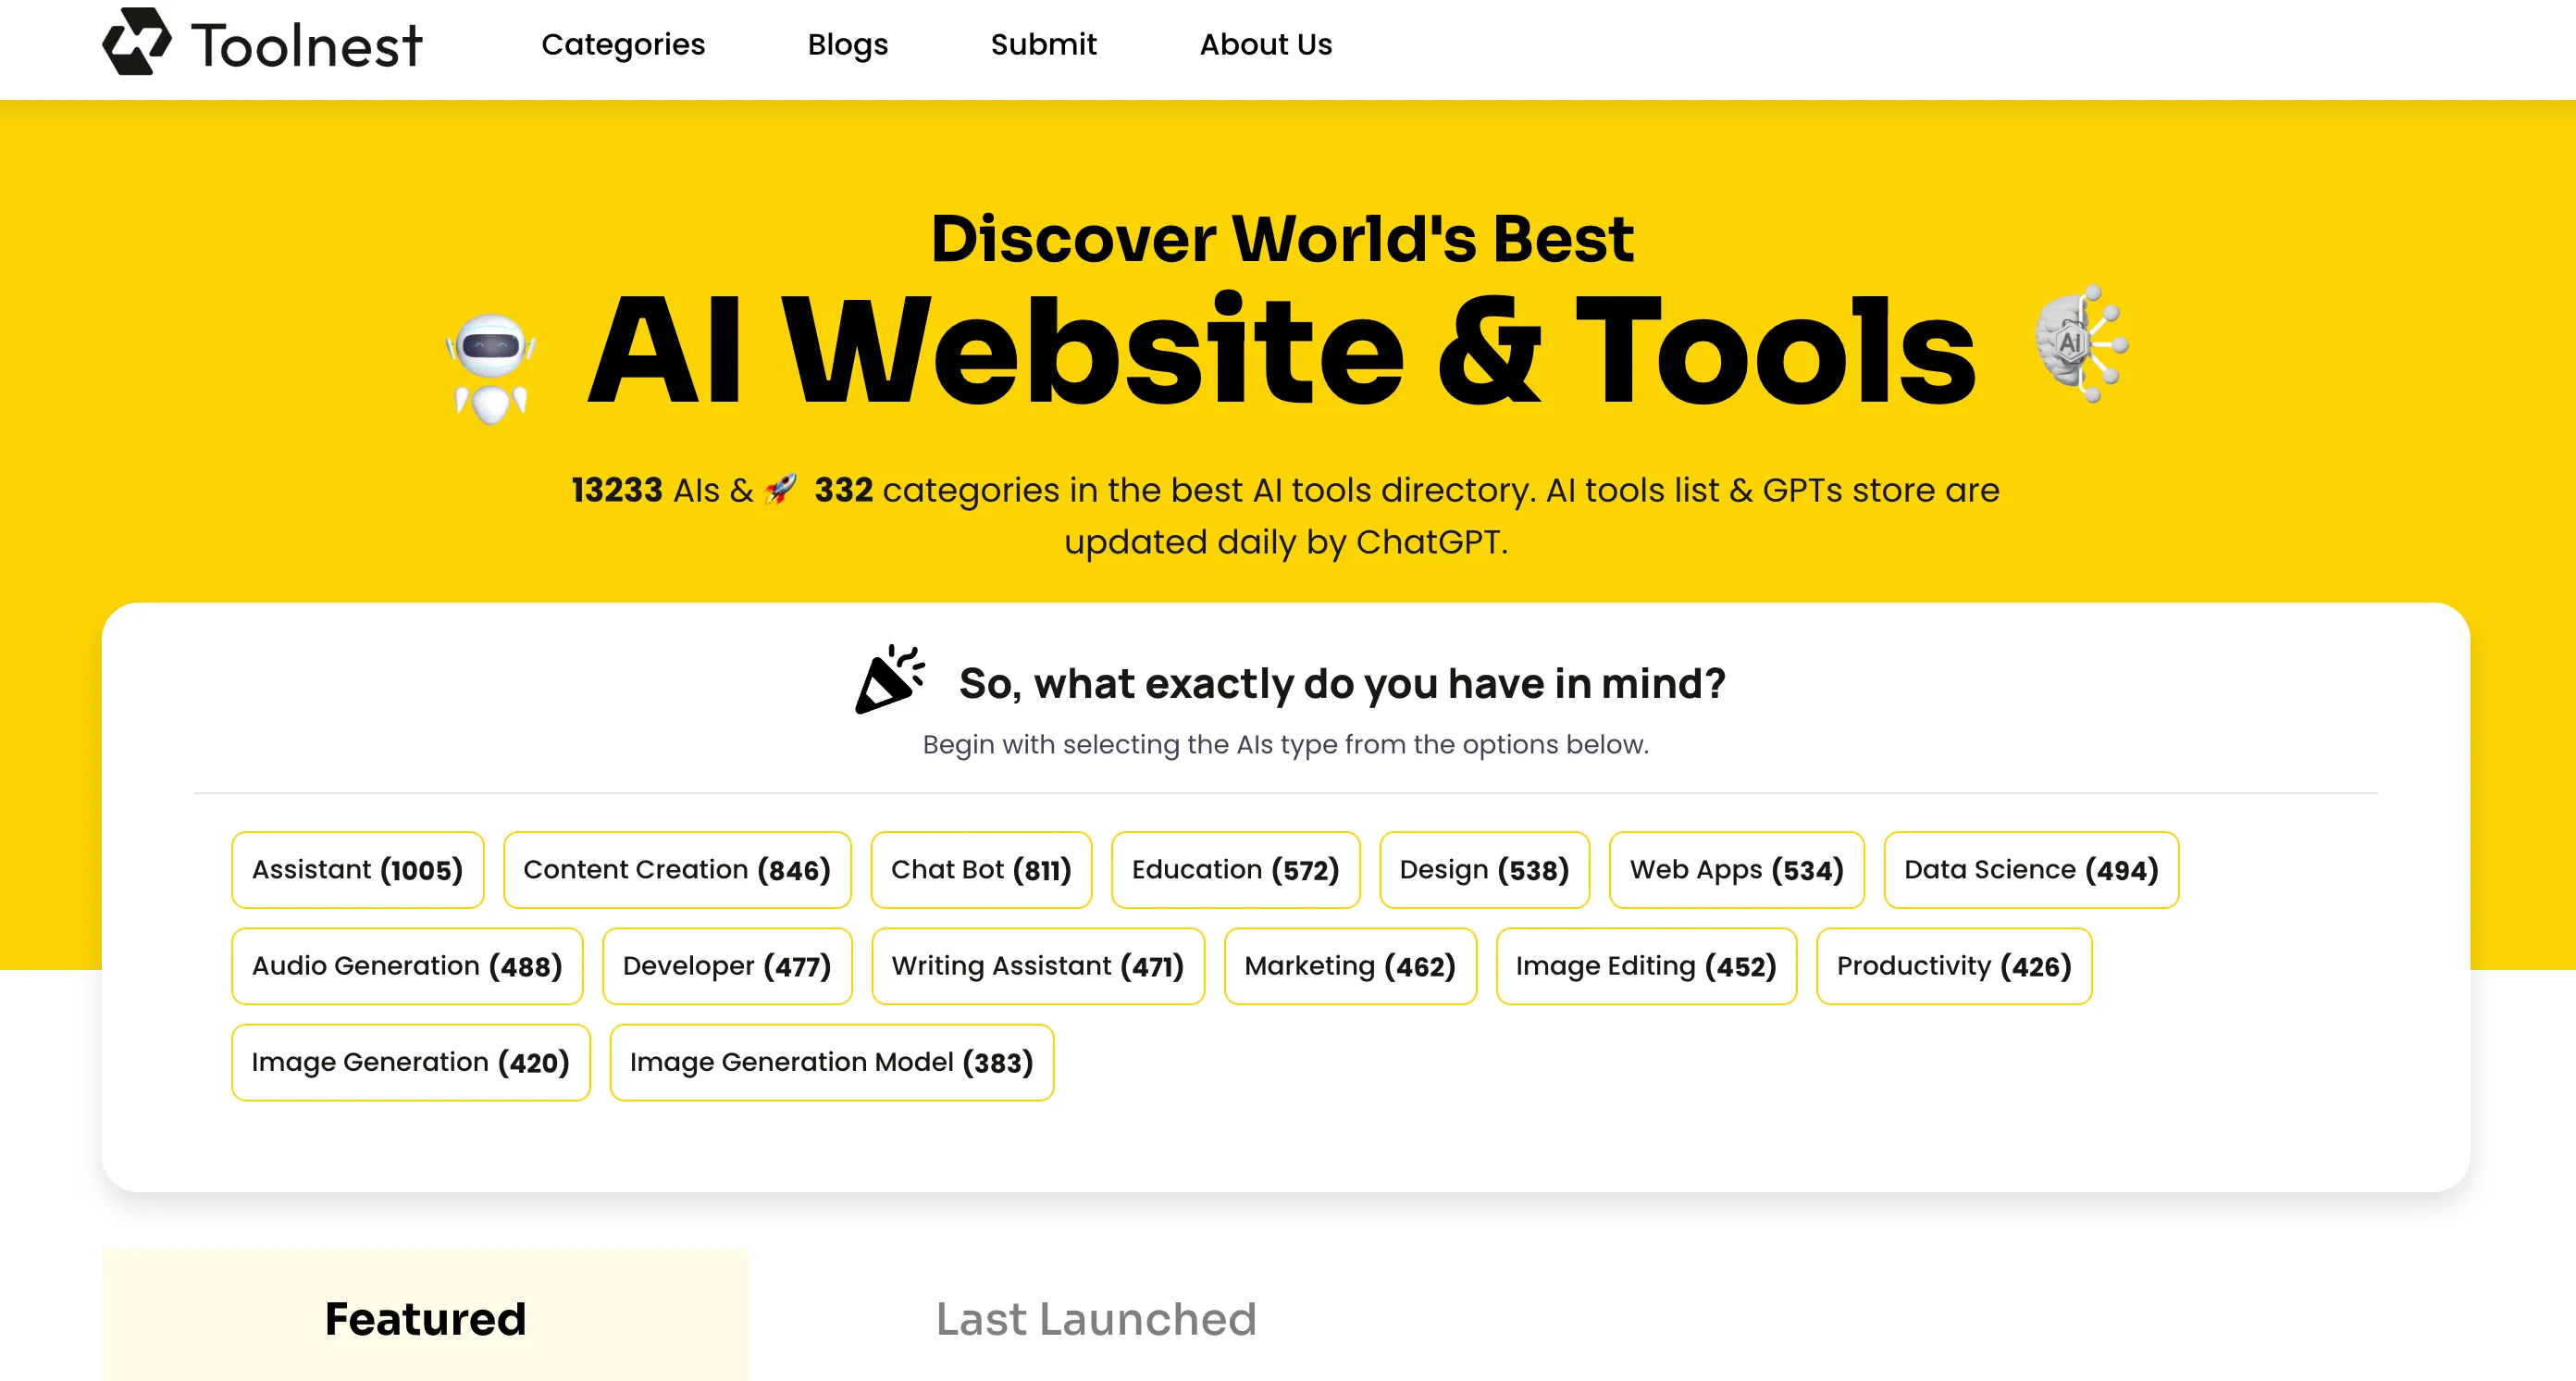 Toolnest
Categories
Blogs
Submit
About Us
Discover World's Best
AI Website & Tools
AI
13233 AIs & 🚀 332 categories in the best AI tools directory. AI tools list & GPTs store are
updated daily by ChatGPT.
So, what exactly do you have in mind?
Begin with selecting the AIs type from the options below.
Assistant (1005)
Content Creation (846)
Chat Bot (811)
Education (572)
Design (538)
Web Apps (534)
Data Science (494)
Audio Generation (488)
Developer (477)
Writing Assistant (471)
Marketing (462)
Image Editing (452)
Productivity (426)
Image Generation (420)
Image Generation Model (383)
Featured
Last Launched